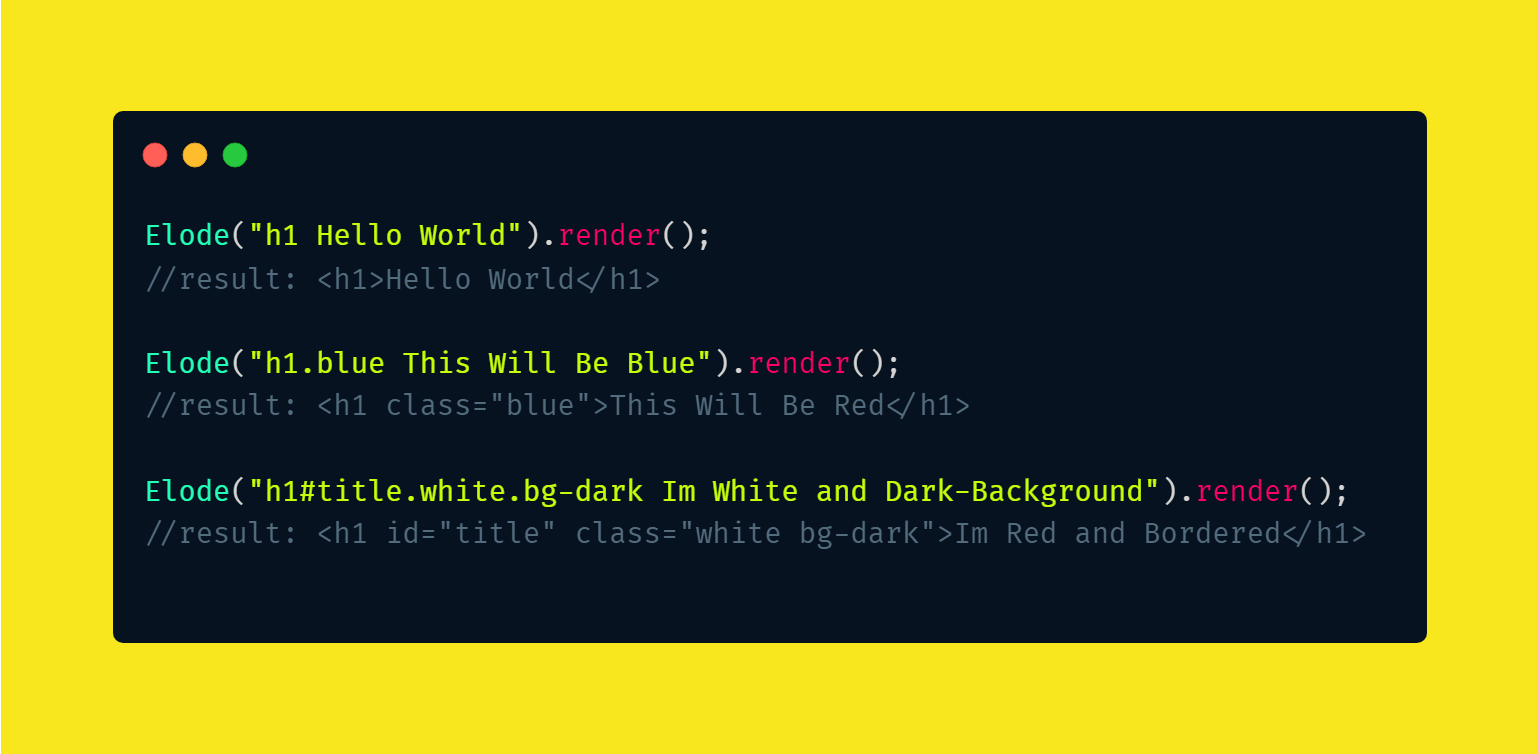 Elode("h1 Hello World").render();
//result: <h1>Hello World</h1>
Elode("h1.blue This Will Be Blue").render();
//result: <h1 class="blue">This Will Be Red</h1>
Elode("h1#title.white.bg-dark Im White and Dark-Background").render();
//result: <h1 id="title" class="white bg-dark">Im Red and Bordered</h1>